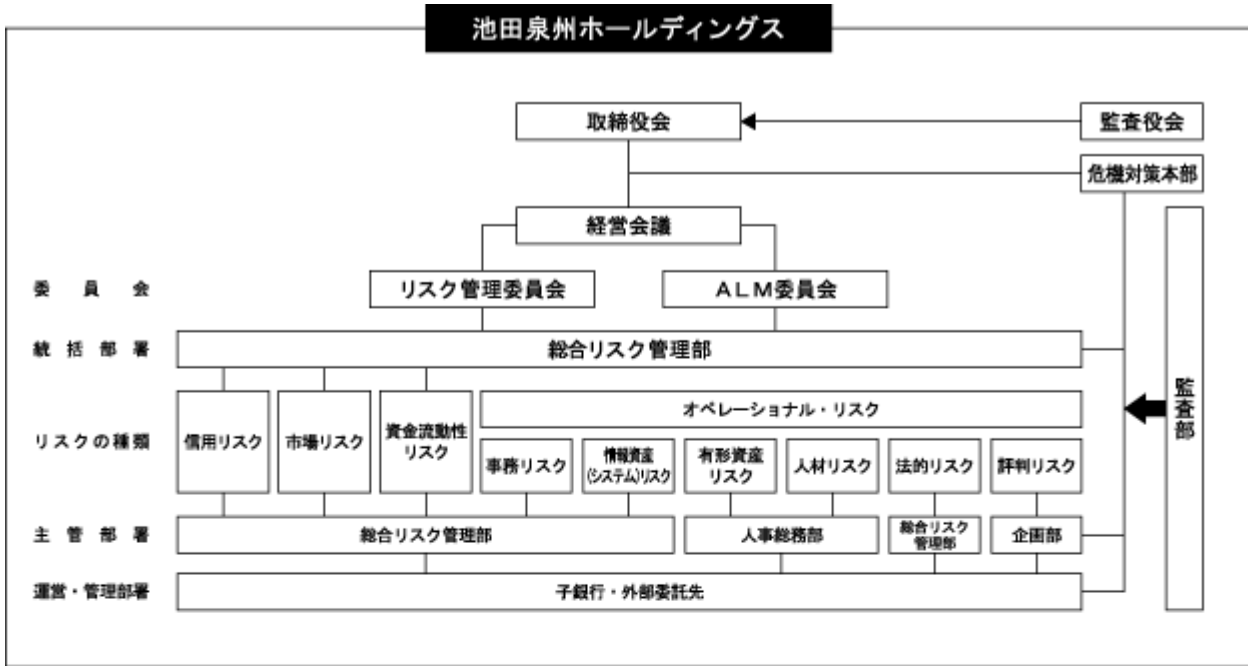 池田泉州ホールディングス
取締役会
監査役会
危機対策本部
経営会議
委員会
リスク管理委員会
ALM委員会
統括部署
総合リスク管理部
監査部
リスクの種類
信用リスク
市場リスク
資金流動性
リスク
オペレーショナル・リスク
事務リスク
情報資産
(システム)リスク
有形資産
リスク
人材リスク
法的リスク
評判リスク
主管部署
総合リスク管理部
人事総務部
総合リスク
管理部
企画部
運営・管理部署
子銀行・外部委託先